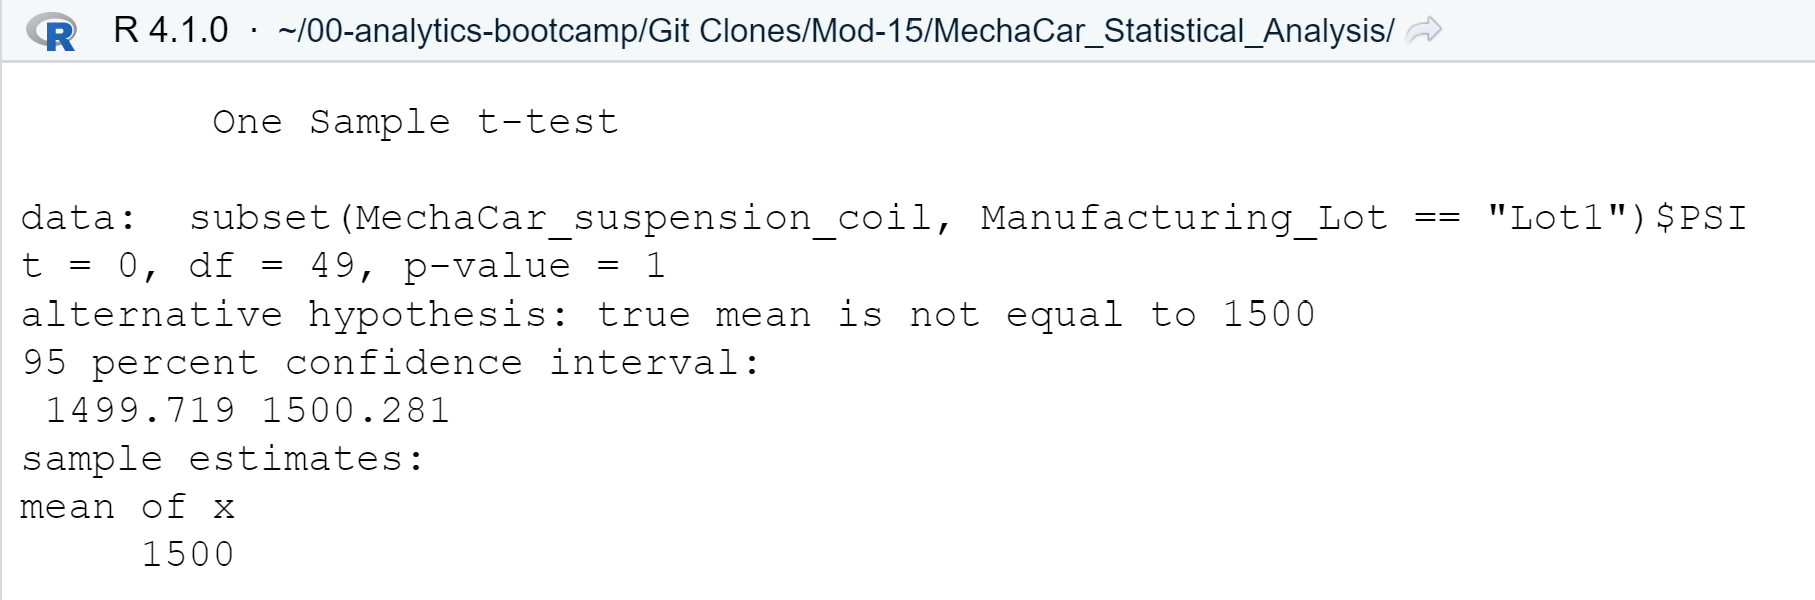 R R 4.1.0 · ~/00-analytics-bootcamp/Git Clones/Mod-15/MechaCar_Statistical_Analysis/
One Sample t-test
data:  subset(MechaCar_suspension_coil, Manufacturing_Lot == "Lot1")$PSI
t = 0, df = 49, p-value = 1
alternative hypothesis: true mean is not equal to 1500
95 percent confidence interval:
1499.719 1500.281
sample estimates:
mean of x
1500